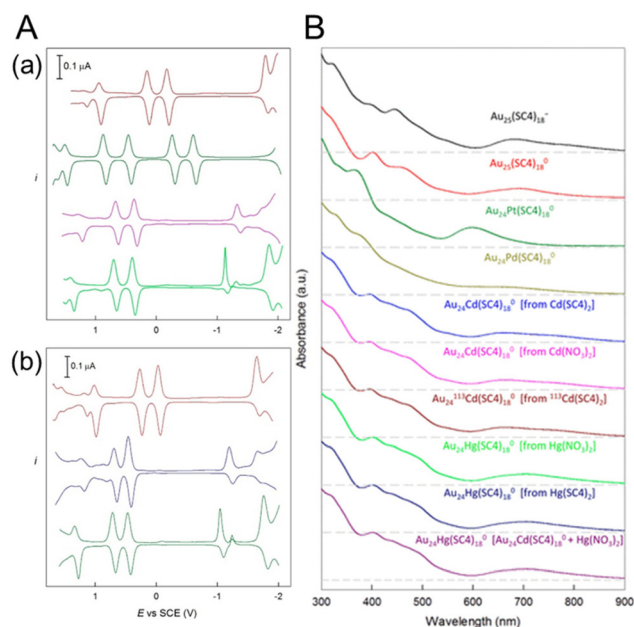 A
(a)
0.1 µA
i
1
0
-1
-2
(b)
0.1 µA
i
1
0
-1
-2
E vs SCE (V)
B
Absorbance (a.u.)
Au₂₅(SC4)₁₈⁻
Au₂₅(SC4)₁₈⁰
Au₂₄Pt(SC4)₁₈⁰
Au₂₄Pd(SC4)₁₈⁰
Au₂₄Cd(SC4)₁₈⁰ [from Cd(SC4)₂]
Au₂₄Cd(SC4)₁₈⁰ [from Cd(NO₃)₂]
Au₂₄¹¹³Cd(SC4)₁₈⁰ [from ¹¹³Cd(SC4)₂]
Au₂₄Hg(SC4)₁₈⁰ [from Hg(NO₃)₂]
Au₂₄Hg(SC4)₁₈⁰ [from Hg(SC4)₂]
Au₂₄Hg(SC4)₁₈⁰ [Au₂₄Cd(SC4)₁₈⁰ + Hg(NO₃)₂]
300 400 500 600 700 800 900
Wavelength (nm)